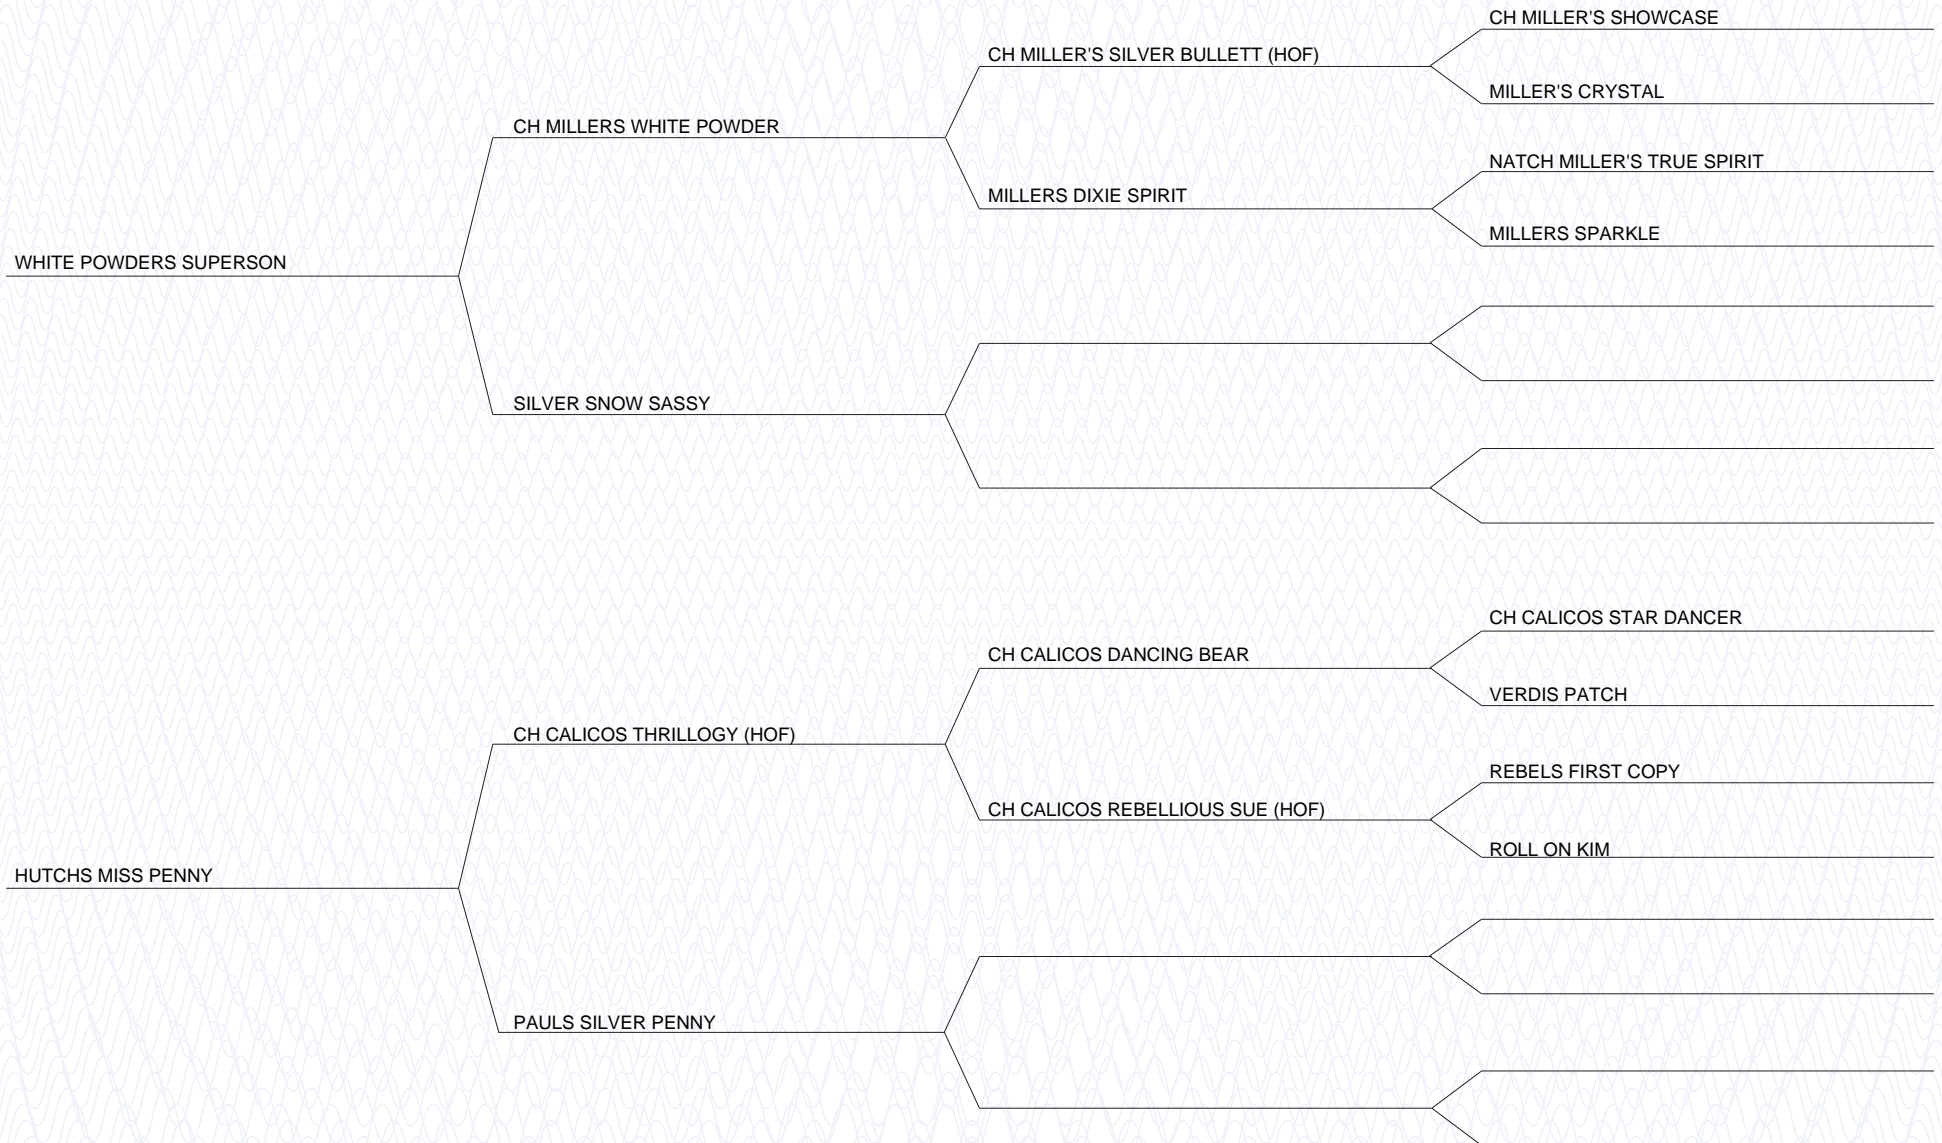 CH MILLER'S SHOWCASE
CH MILLER'S SILVER BULLETT (HOF)
MILLER'S CRYSTAL
CH MILLERS WHITE POWDER
NATCH MILLER'S TRUE SPIRIT
MILLERS DIXIE SPIRIT
MILLERS SPARKLE
WHITE POWDERS SUPERSON
SILVER SNOW SASSY
CH CALICOS STAR DANCER
CH CALICOS DANCING BEAR
VERDIS PATCH
CH CALICOS THRILLOGY (HOF)
REBELS FIRST COPY
CH CALICOS REBELLIOUS SUE (HOF)
ROLL ON KIM
HUTCHS MISS PENNY
PAULS SILVER PENNY